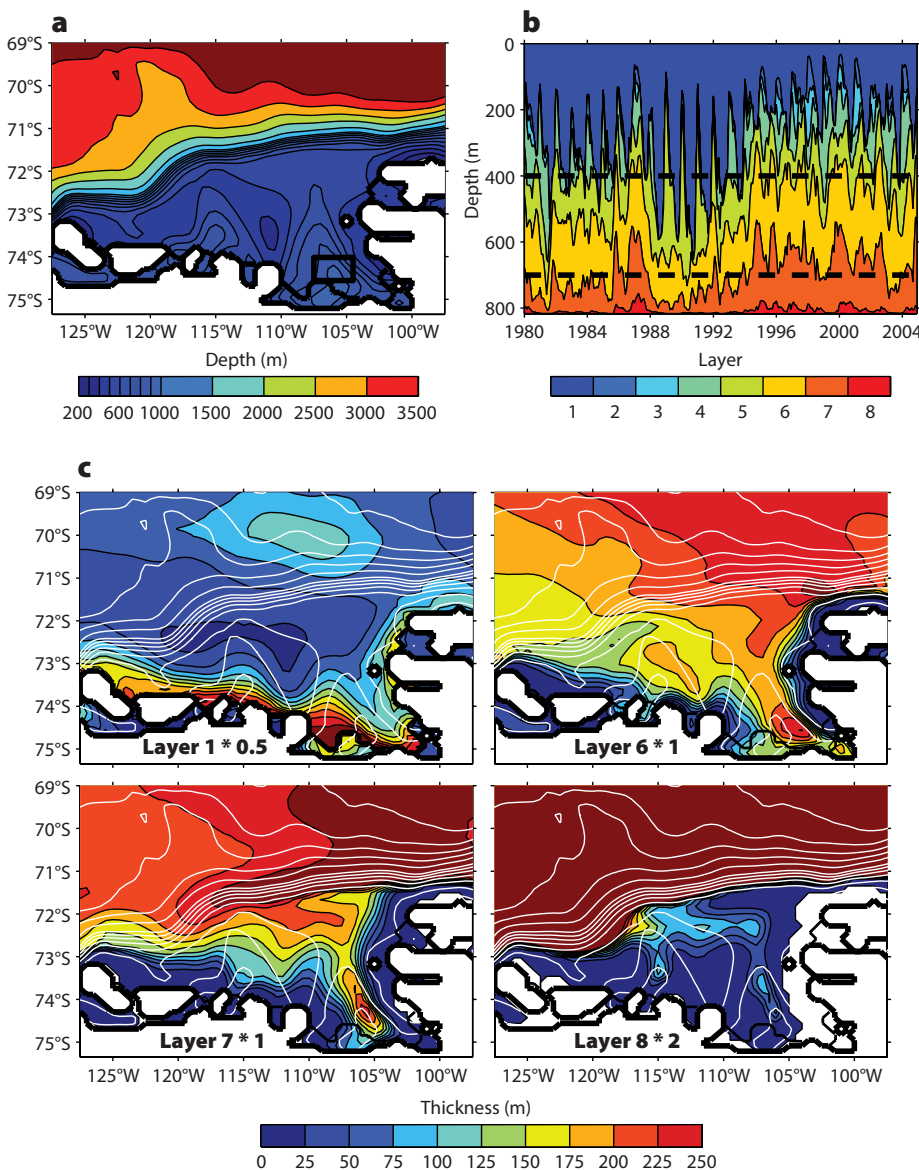 a
69°S
70°S
71°S
72°S
73°S
74°S
75°S
125°W 120°W 115°W 110°W 105°W 100°W
Depth (m)
200 600 1000 1500 2000 2500 3000 3500
b
0
200
400
600
800
Depth (m
1980 1984 1988 1992 1996 2000 2004
Layer
1 2 3 4 5 6 7 8
c
69°S
70°S
71°S
72°S
73°S
74°S
75°S
Layer 1 * 0.5
Layer 6 * 1
69°S
70°S
71°S
72°S
73°S
74°S
75°S
Layer 7 * 1
Layer 8 * 2
125°W 120°W 115°W 110°W 105°W 100°W
125°W 120°W 115°W 110°W 105°W 100°W
Thickness (m)
0 25 50 75 100 125 150 175 200 225 250